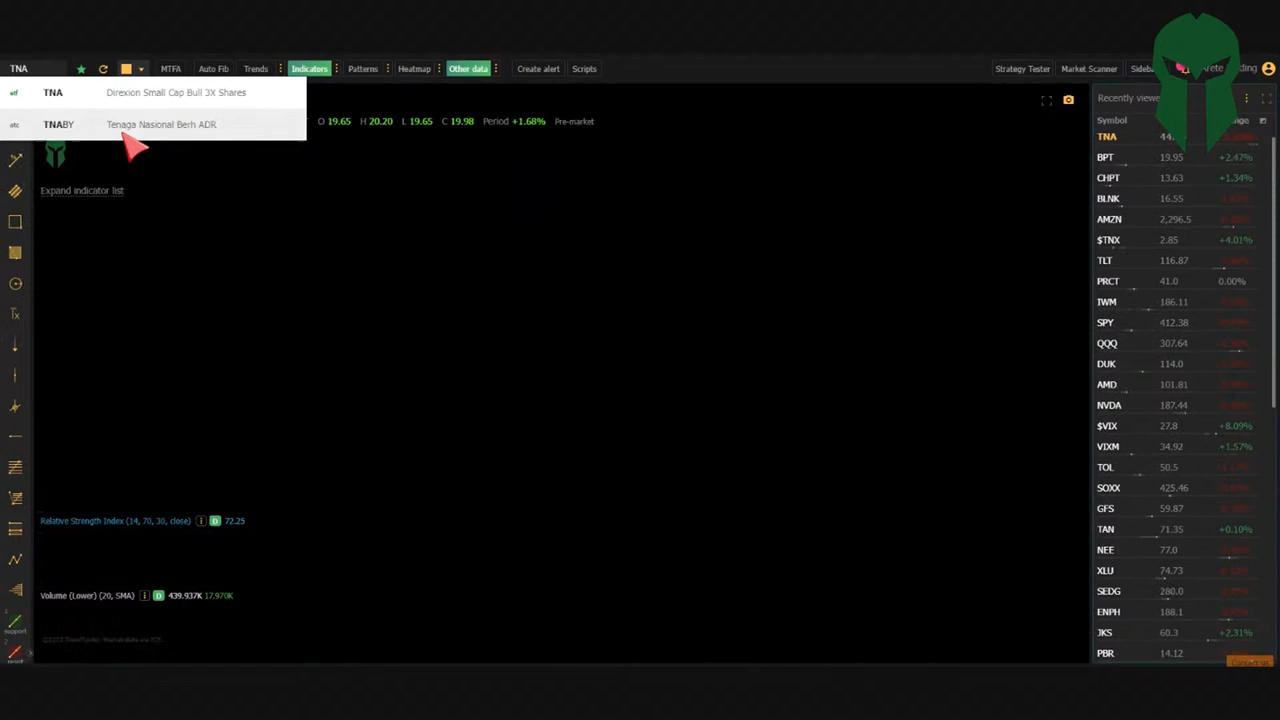 TNA MTFA Auto Fib Trends Indicators Patterns Heatmap Other data Create alert Scripts Strategy Tester Market Scanner
etf TNA Direxion Small Cap Bull 3X Shares
otc TNABY Tenaga Nasional Berh ADR
O 19.65 H 20.20 L 19.65 C 19.98 Period +1.68% Pre-market
Expand indicator list
Relative Strength Index (14, 70, 30, close) D 72.25
Volume (Lower) (20, SMA) D 439.937K 17.970K
support
Recently viewe
Symbol
TNA
BPT 19.95 +2.47%
CHPT 13.63 +1.34%
BLNK 16.55
AMZN 2,296.5
$TNX 2.85 +4.01%
TLT 116.87
PRCT 41.0 0.00%
IWM 186.11
SPY 412.38
QQQ 307.64
DUK 114.0
AMD 101.81
NVDA 187.44
$VIX 27.8 +8.09%
VIXM 34.92 +1.57%
TOL 50.5
SOXX 425.46
GFS 59.87
TAN 71.35 +0.10%
NEE 77.0
XLU 74.73
SEDG 280.0
ENPH 188.1
JKS 60.3 +2.31%
PBR 14.12
Contact us